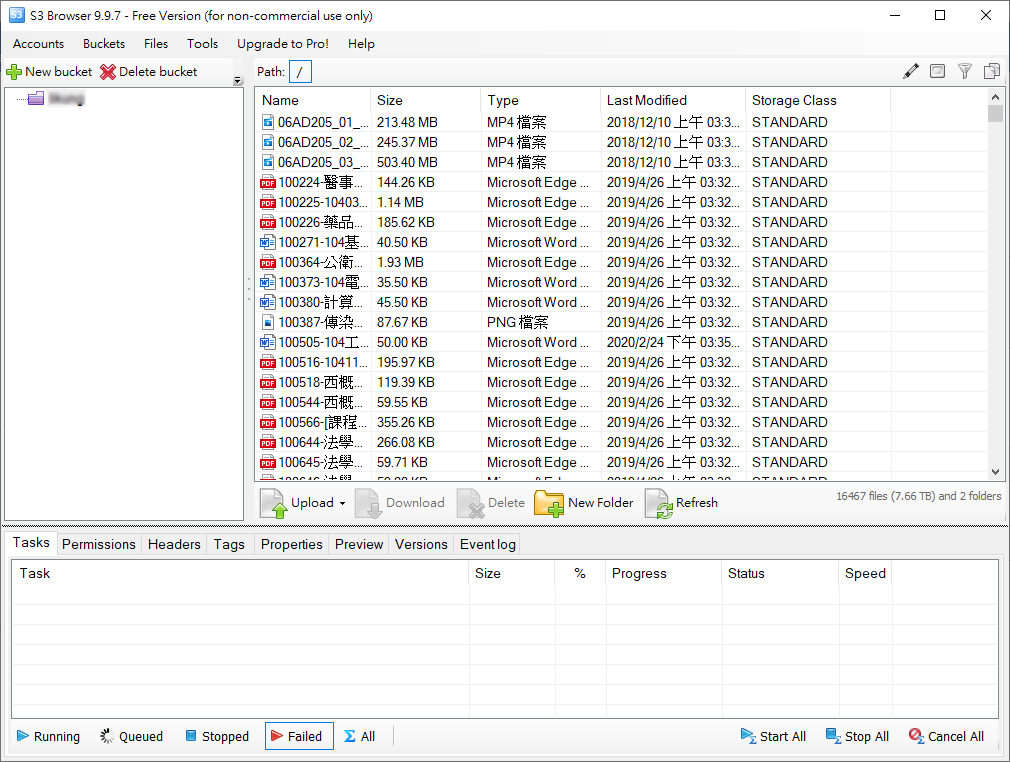 S3 Browser 9.9.7 - Free Version (for non-commercial use only)
Accounts Buckets Files Tools Upgrade to Pro! Help
New bucket Delete bucket
Path: /
Name Size Type Last Modified Storage Class
06AD205_01_... 213.48 MB MP4 檔案 2018/12/10 上午 03:3... STANDARD
06AD205_02_... 245.37 MB MP4 檔案 2018/12/10 上午 03:3... STANDARD
06AD205_03_... 503.40 MB MP4 檔案 2018/12/10 上午 03:3... STANDARD
100224-醫事... 144.26 KB Microsoft Edge ... 2019/4/26 上午 03:32... STANDARD
100225-10403... 1.14 MB Microsoft Edge ... 2019/4/26 上午 03:32... STANDARD
100226-藥品... 185.62 KB Microsoft Edge ... 2019/4/26 上午 03:32... STANDARD
100271-104基... 40.50 KB Microsoft Word ... 2019/4/26 上午 03:32... STANDARD
100364-公衛... 1.93 MB Microsoft Edge ... 2019/4/26 上午 03:32... STANDARD
100373-104電... 35.50 KB Microsoft Word ... 2019/4/26 上午 03:32... STANDARD
100380-計算... 45.50 KB Microsoft Word ... 2019/4/26 上午 03:32... STANDARD
100387-傳染... 87.67 KB PNG 檔案 2019/4/26 上午 03:32... STANDARD
100505-104工... 50.00 KB Microsoft Word ... 2020/2/24 下午 03:35... STANDARD
100516-10411... 195.97 KB Microsoft Edge ... 2019/4/26 上午 03:32... STANDARD
100518-西概... 119.39 KB Microsoft Edge ... 2019/4/26 上午 03:32... STANDARD
100544-西概... 59.55 KB Microsoft Edge ... 2019/4/26 上午 03:32... STANDARD
100566-[課程... 355.26 KB Microsoft Edge ... 2019/4/26 上午 03:32... STANDARD
100644-法學... 266.08 KB Microsoft Edge ... 2019/4/26 上午 03:32... STANDARD
100645-法學... 59.71 KB Microsoft Edge ... 2019/4/26 上午 03:32... STANDARD
Upload Download Delete New Folder Refresh 16467 files (7.66 TB) and 2 folders
Tasks Permissions Headers Tags Properties Preview Versions Event log
Task Size % Progress Status Speed
Running Queued Stopped Failed All Start All Stop All Cancel All